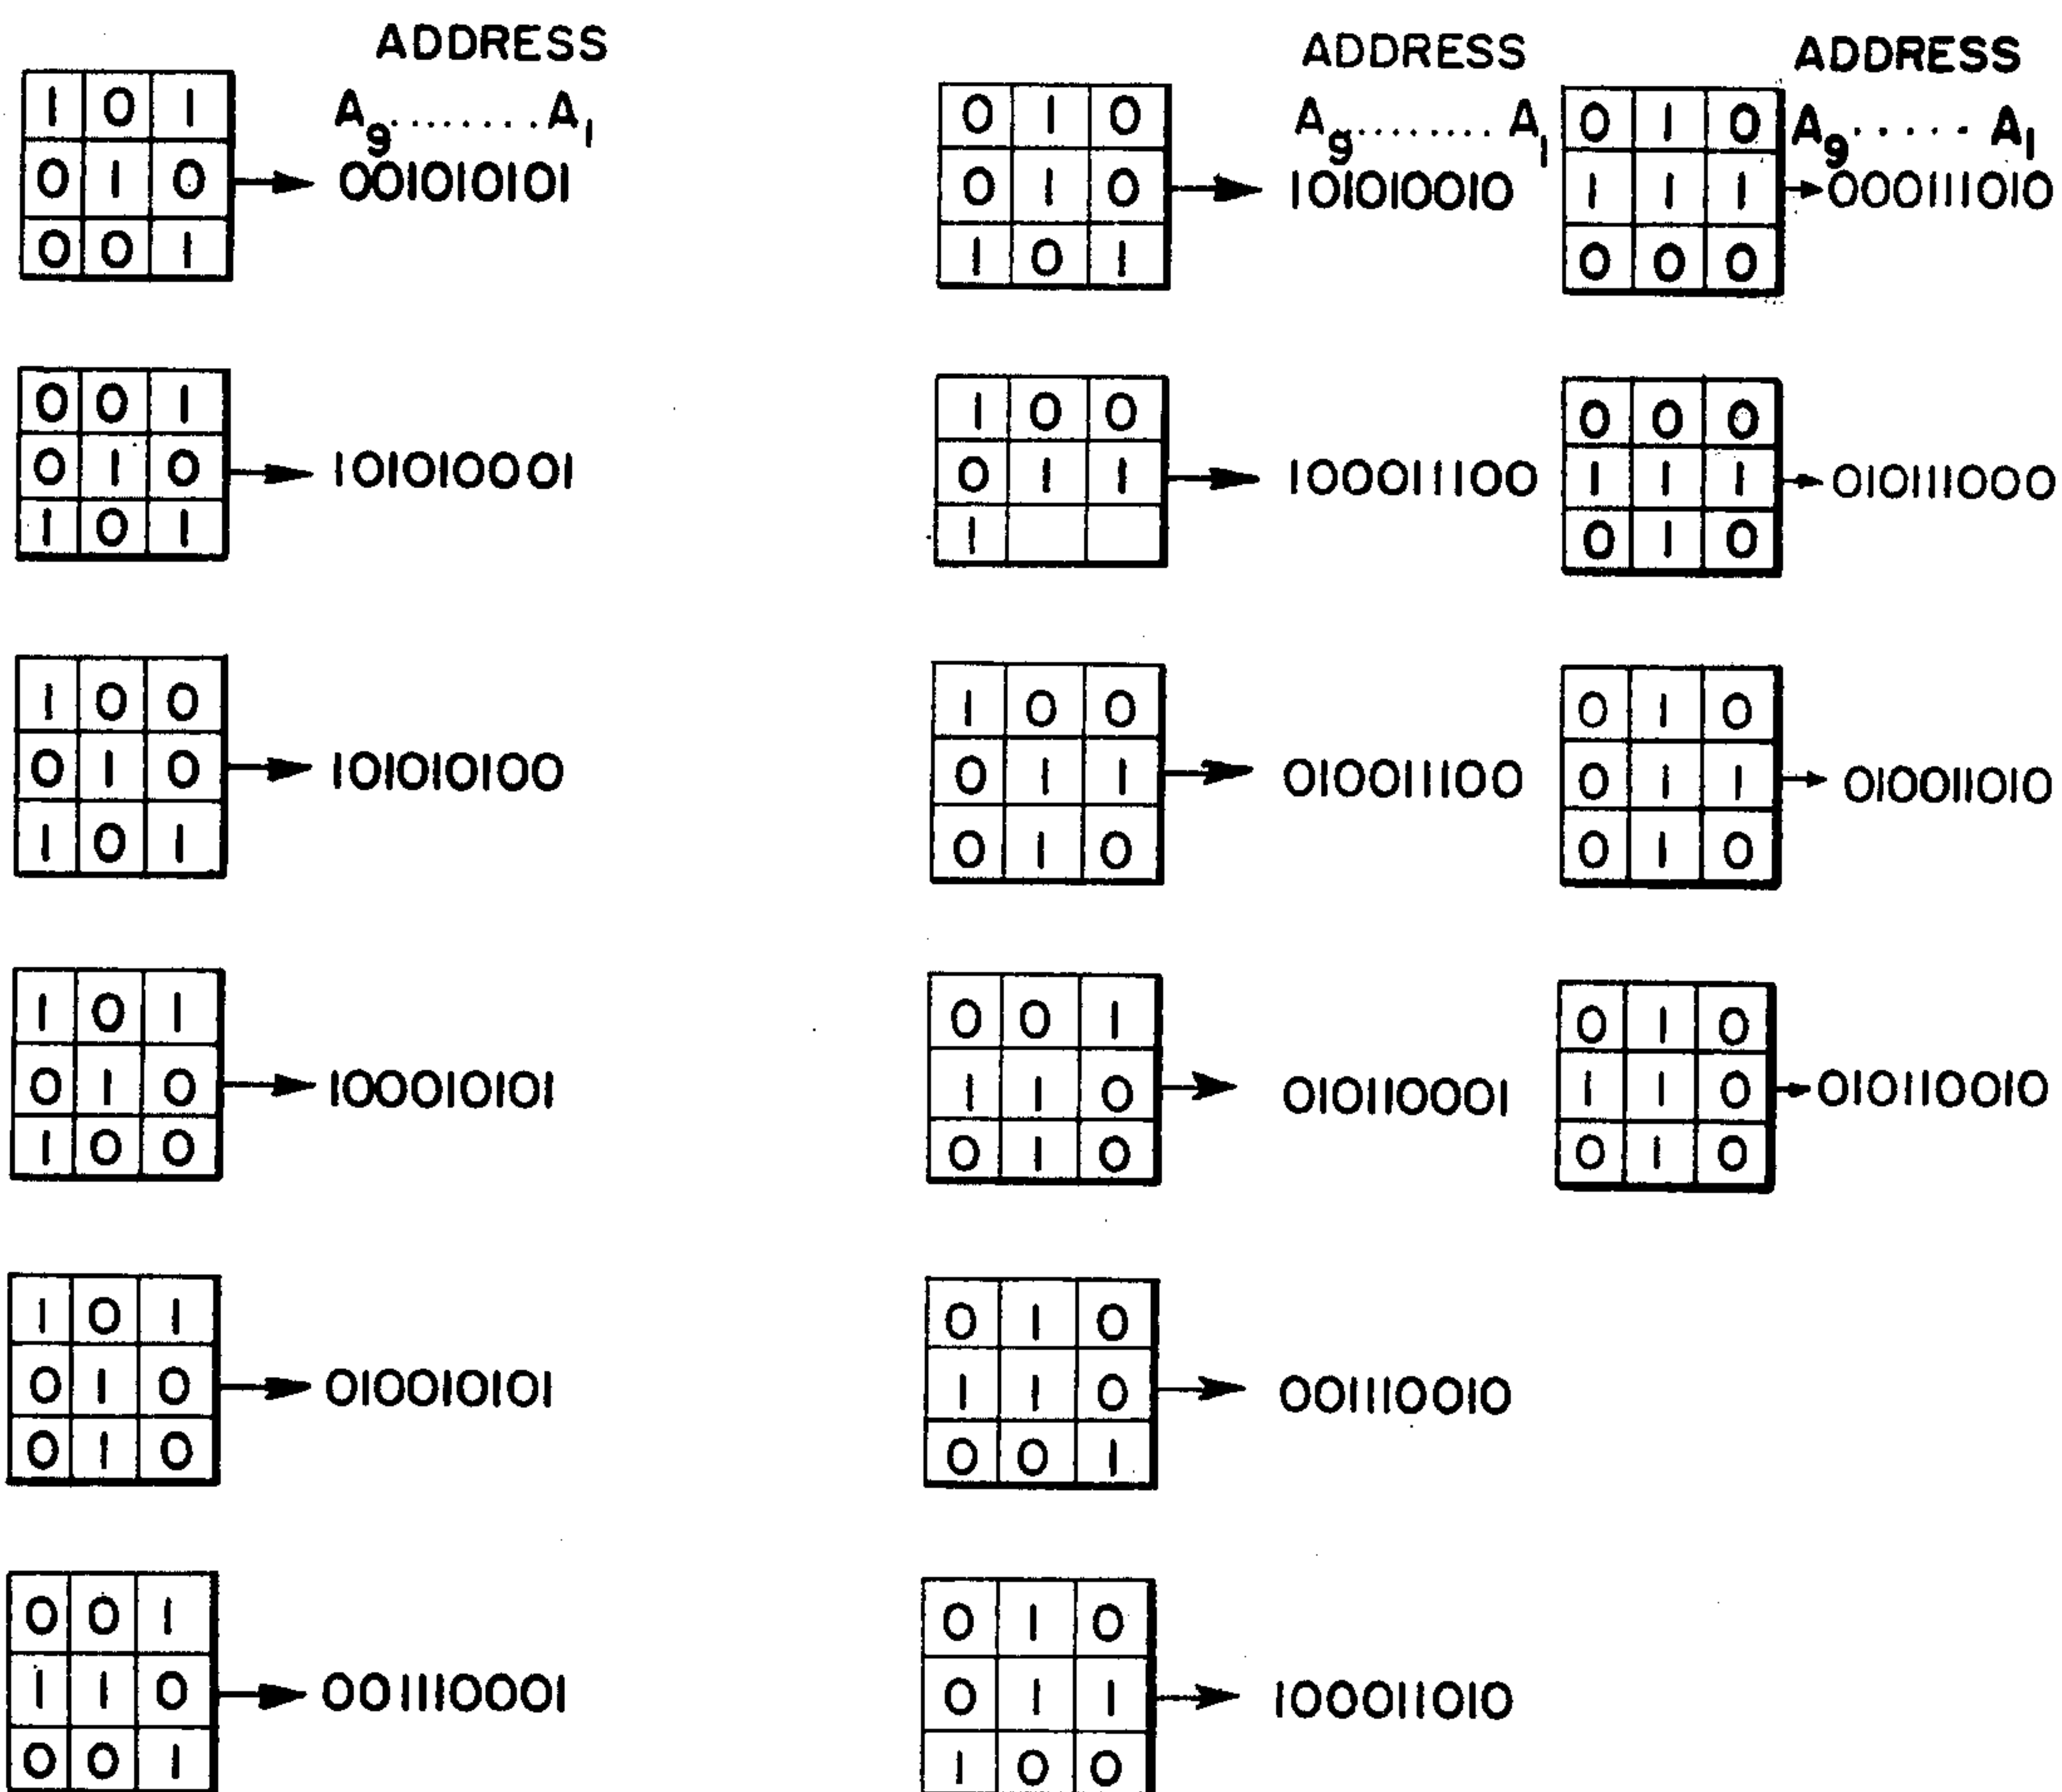 ADDRESS
A9........A1
1 0 1
0 1 0
0 0 1
001010101
0 0 1
0 1 0
1 0 1
101010001
1 0 0
0 1 0
1 0 1
101010100
1 0 1
0 1 0
1 0 0
100010101
1 0 1
0 1 0
0 1 0
010010101
0 0 1
1 1 0
0 0 1
001110001
ADDRESS
A9.........A1
0 1 0
0 1 0
1 0 1
101010010
1 0 0
0 1 1
1
100011100
1 0 0
0 1 1
0 1 0
010011100
0 0 1
1 1 0
0 1 0
010110001
0 1 0
1 1 0
0 0 1
001110010
0 1 0
0 1 1
1 0 0
100011010
ADDRESS
A9......A1
0 1 0
1 1 1
0 0 0
000111010
0 0 0
1 1 1
0 1 0
010111000
0 1 0
0 1 1
0 1 0
010011010
0 1 0
1 1 0
0 1 0
010110010